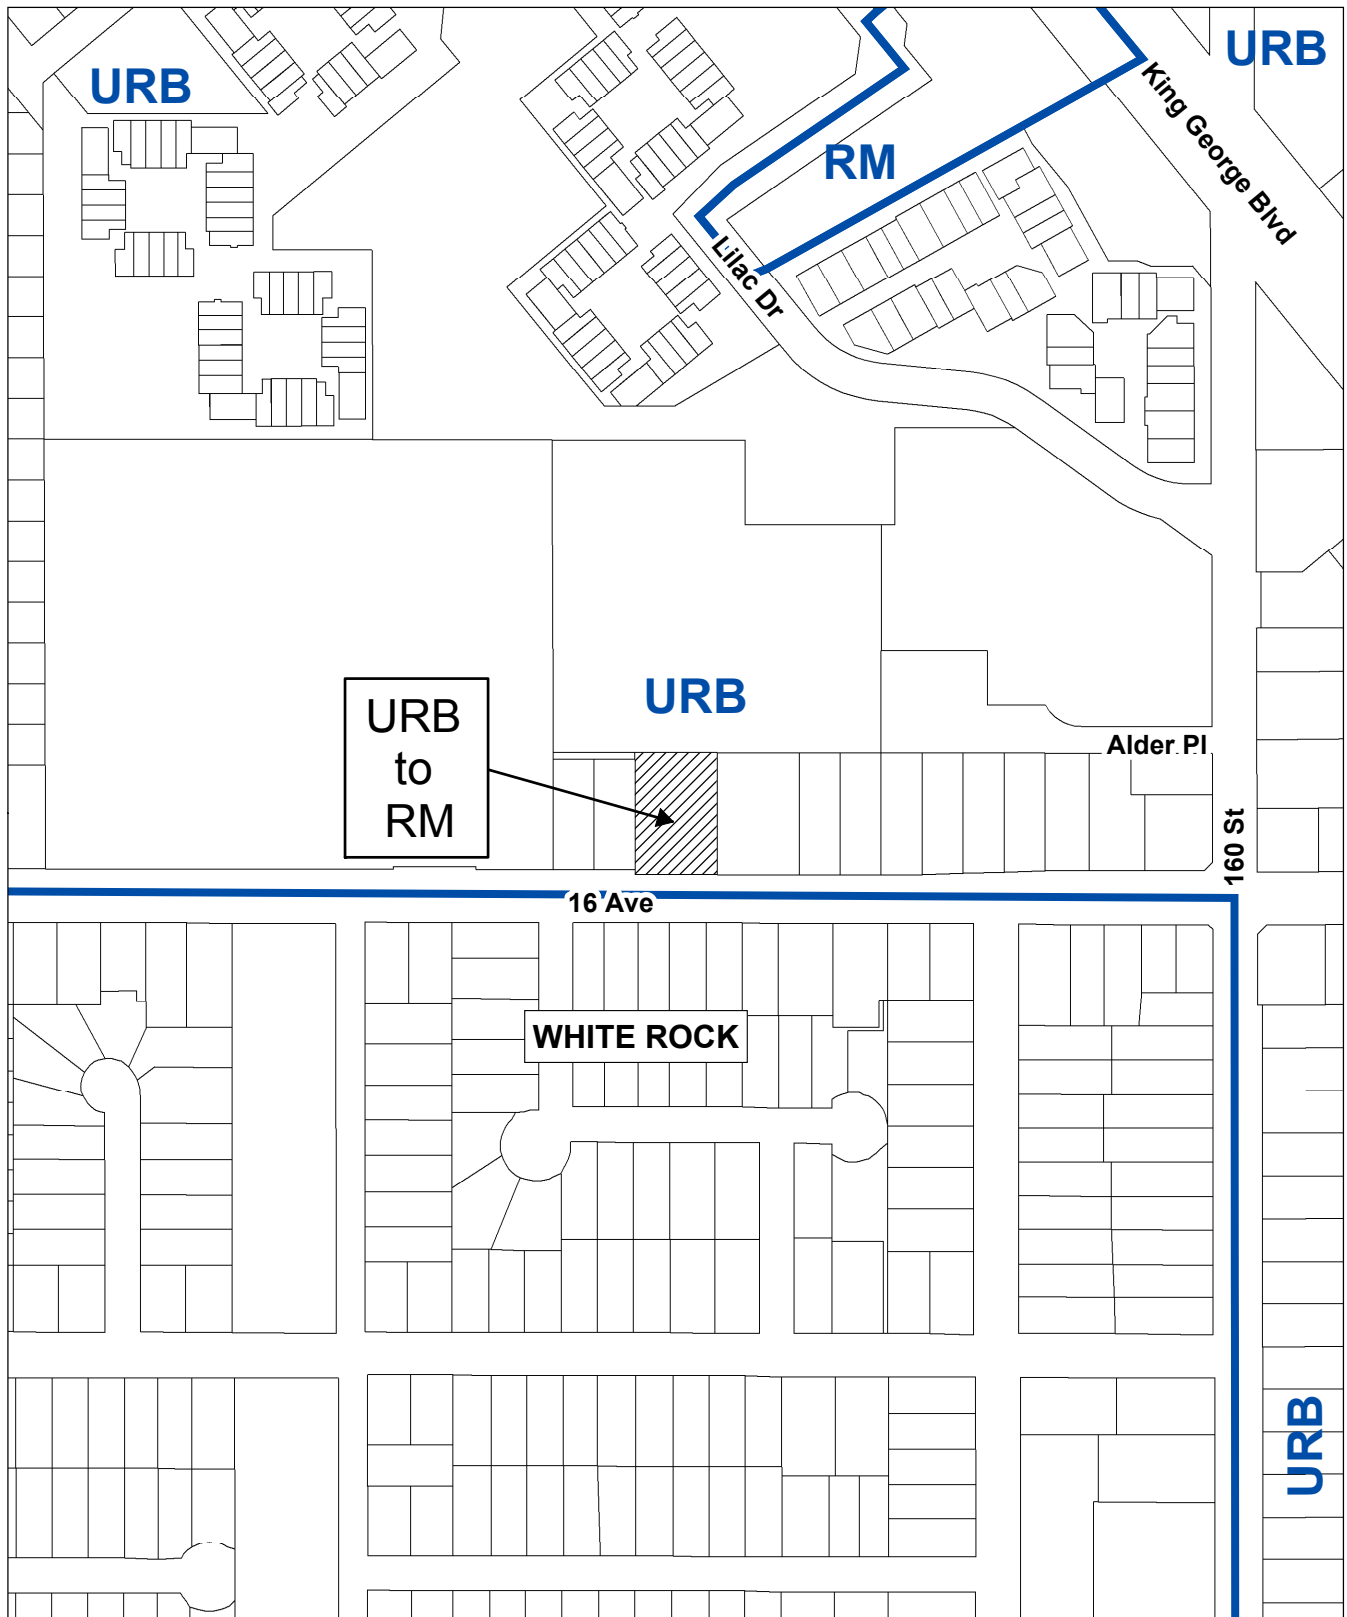 URB
URB
King George Blvd
RM
Lilac Dr
URB
URB
to
RM
Alder Pl
160 St
16 Ave
WHITE ROCK
URB